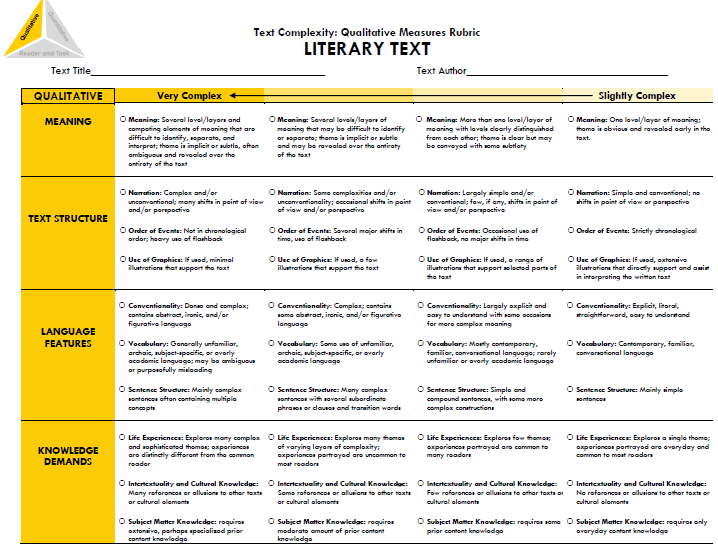 Qualitative
Quantitative
Reader and Task
Text Complexity: Qualitative Measures Rubric
LITERARY TEXT
Text Title
Text Author
QUALITATIVE
Very Complex
Slightly Complex
MEANING
Meaning: Several level/layers and
competing elements of meaning that are
difficult to identify, separate, and
interpret; theme is implicit or subtle, often
ambiguous and revealed over the
entirety of the text
Meaning: Several levels/layers of
meaning that may be difficult to identify
or separate; theme is implicit or subtle
and may be revealed over the entirety
of the text
Meaning: More than one level/layer of
meaning with levels clearly distinguished
from each other; theme is clear but may
be conveyed with some subtlety
Meaning: One level/layer of meaning;
theme is obvious and revealed early in the
text.
TEXT STRUCTURE
Narration: Complex and/or
unconventional; many shifts in point of view
and/or perspective
Narration: Some complexities and/or
unconventionality; occasional shifts in point
of view and/or perspective
Narration: Largely simple and/or
conventional; few, if any, shifts in point
of view and/or perspective
Narration: Simple and conventional; no
shifts in point of view or perspective
Order of Events: Not in chronological
order; heavy use of flashback
Order of Events: Several major shifts in
time, use of flashback
Order of Events: Occasional use of
flashback, no major shifts in time
Order of Events: Strictly chronological
Use of Graphics: If used, minimal
illustrations that support the text
Use of Graphics: If used, a few
illustrations that support the text
Use of Graphics: If used, a range of
illustrations that support selected parts of
the text
Use of Graphics: If used, extensive
illustrations that directly support and assist
in interpreting the written text
LANGUAGE
FEATURES
Conventionality: Dense and complex;
contains abstract, ironic, and/or
figurative language
Conventionality: Complex; contains
some abstract, ironic, and/or figurative
language
Conventionality: Largely explicit and
easy to understand with some occasions
for more complex meaning
Conventionality: Explicit, literal,
straightforward, easy to understand
Vocabulary: Generally unfamiliar,
archaic, subject-specific, or overly
academic language; may be ambiguous
or purposefully misleading
Vocabulary: Some use of unfamiliar,
archaic, subject-specific, or overly
academic language
Vocabulary: Mostly contemporary,
familiar, conversational language; rarely
unfamiliar or overly academic language
Vocabulary: Contemporary, familiar,
conversational language
Sentence Structure: Mainly complex
sentences often containing multiple
concepts
Sentence Structure: Many complex
sentences with several subordinate
phrases or clauses and transition words
Sentence Structure: Simple and
compound sentences, with some more
complex constructions
Sentence Structure: Mainly simple
sentences
KNOWLEDGE
DEMANDS
Life Experiences: Explores many complex
and sophisticated themes; experiences
are distinctly different from the common
reader
Life Experiences: Explores many themes
of varying layers of complexity;
experiences portrayed are uncommon to
most readers
Life Experiences: Explores few themes;
experiences portrayed are common to
many readers
Life Experiences: Explores a single theme;
experiences portrayed are everyday and
common to most readers
Intertextuality and Cultural Knowledge:
Many references or allusions to other texts
or cultural elements
Intertextuality and Cultural Knowledge:
Some references or allusions to other texts
or cultural elements
Intertextuality and Cultural Knowledge:
Few references or allusions to other texts or
cultural elements
Intertextuality and Cultural Knowledge:
No references or allusions to other texts or
cultural elements
Subject Matter Knowledge: requires
extensive, perhaps specialized prior
content knowledge
Subject Matter Knowledge: requires
moderate amount of prior content
knowledge
Subject Matter Knowledge: requires some
prior content knowledge
Subject Matter Knowledge: requires only
everyday content knowledge